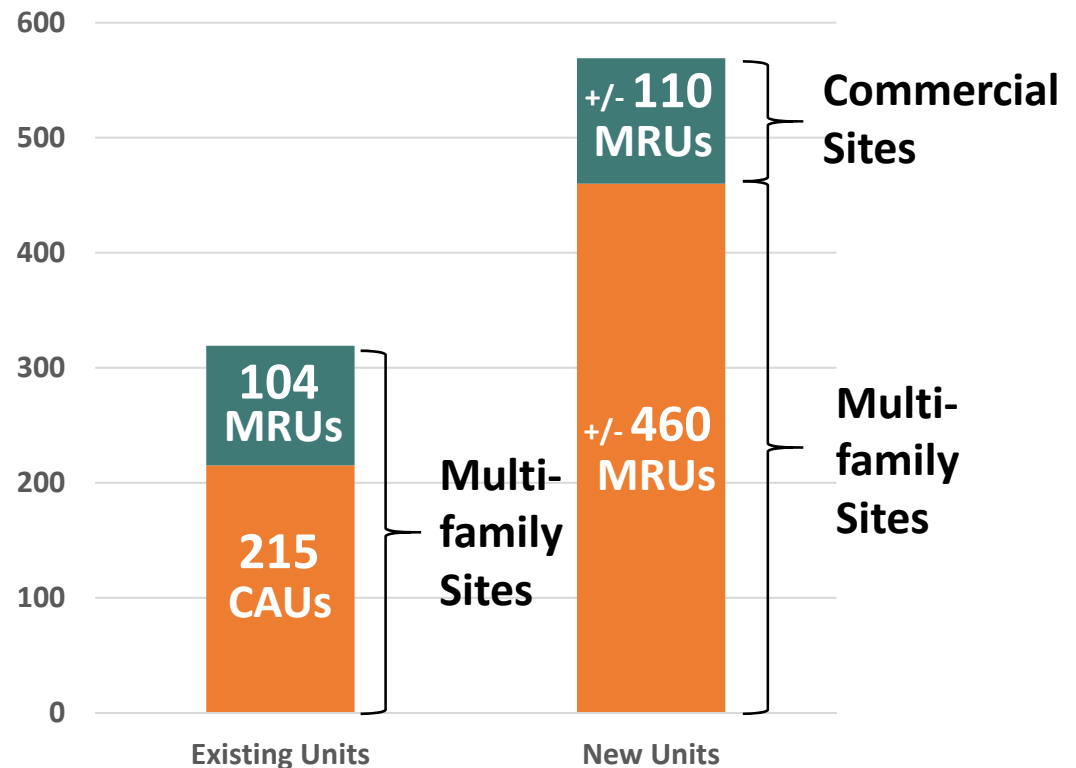 600
500
400
300
200
100
0
+/- 110
MRUs
Commercial
Sites
104
MRUs
215
CAUs
Multi-
family
Sites
+/- 460
MRUs
Multi-
family
Sites
Existing Units
New Units